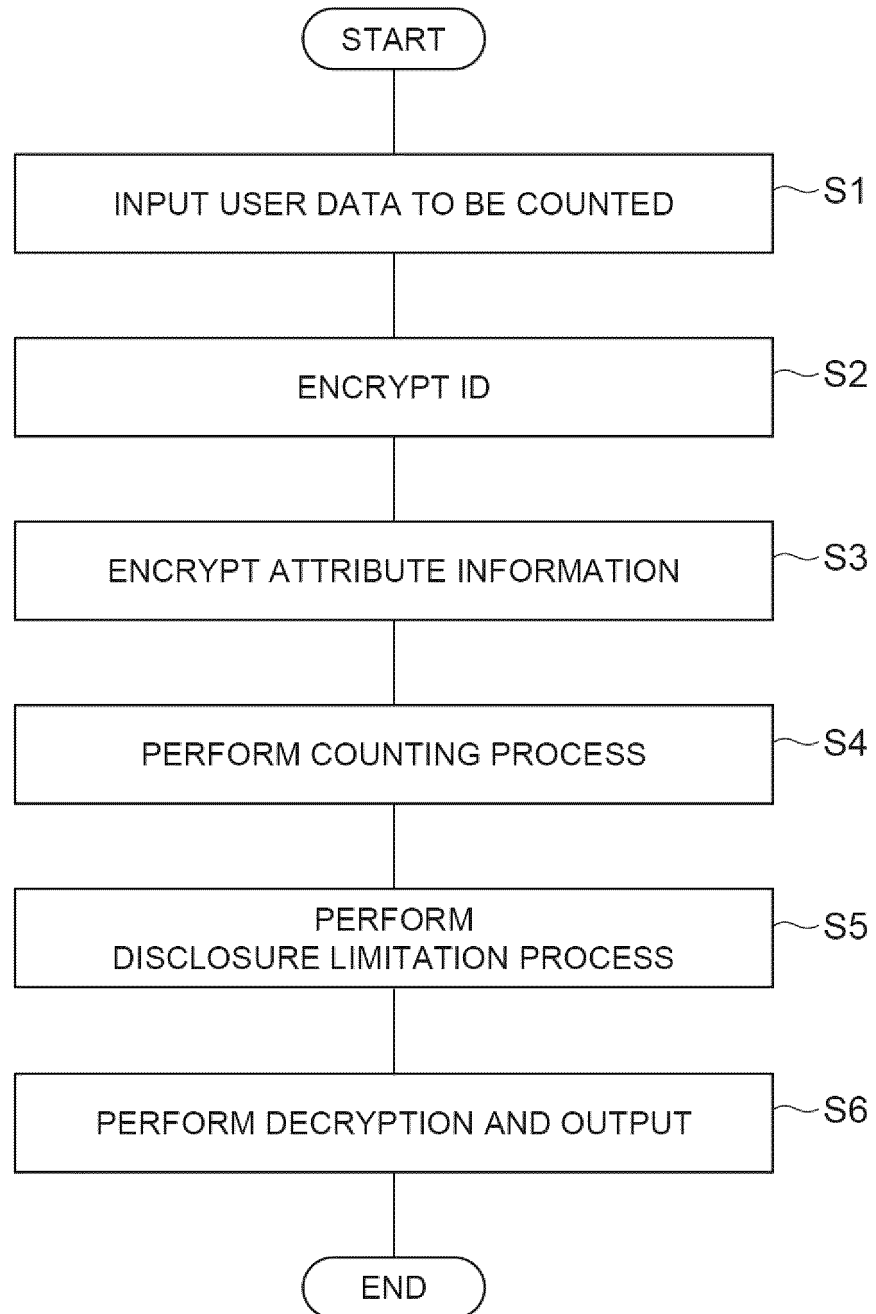 START
INPUT USER DATA TO BE COUNTED
S1
ENCRYPT ID
S2
ENCRYPT ATTRIBUTE INFORMATION
S3
PERFORM COUNTING PROCESS
S4
PERFORM
DISCLOSURE LIMITATION PROCESS
S5
PERFORM DECRYPTION AND OUTPUT
S6
END